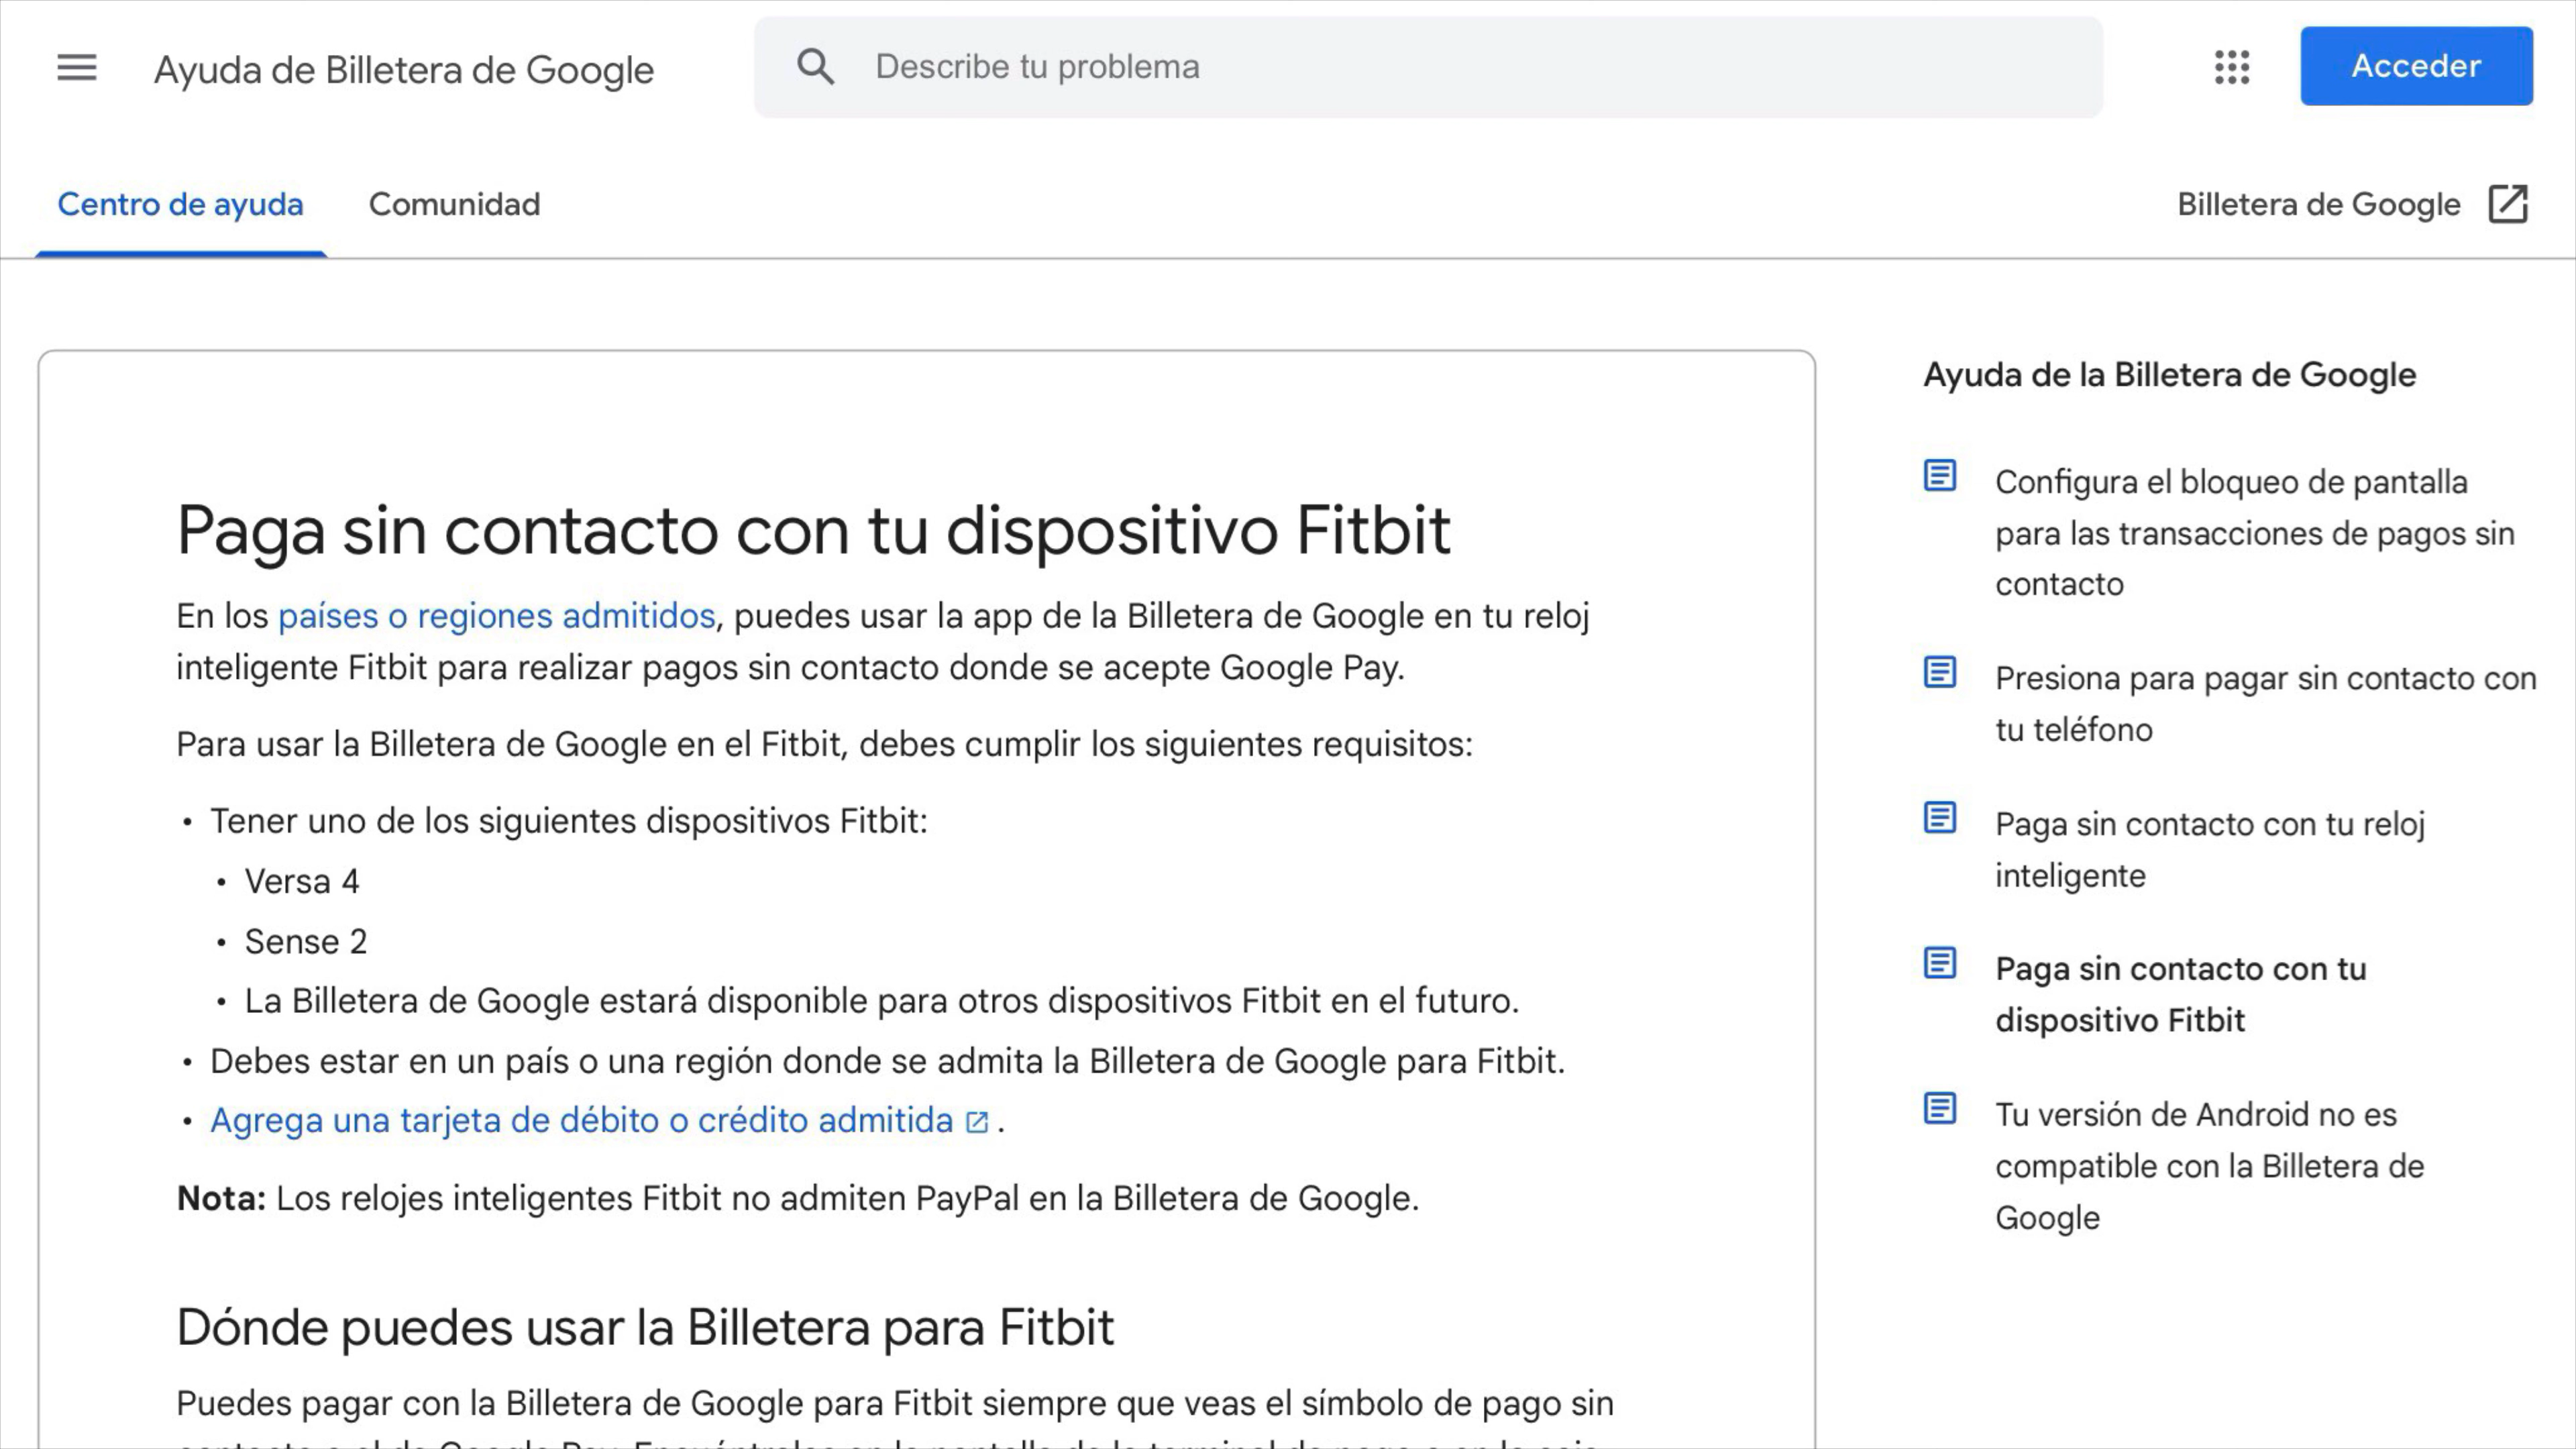 Ayuda de Billetera de Google
Describe tu problema
Acceder
Centro de ayuda
Comunidad
Billetera de Google
Paga sin contacto con tu dispositivo Fitbit
En los países o regiones admitidos, puedes usar la app de la Billetera de Google en tu reloj
inteligente Fitbit para realizar pagos sin contacto donde se acepte Google Pay.
Para usar la Billetera de Google en el Fitbit, debes cumplir los siguientes requisitos:
• Tener uno de los siguientes dispositivos Fitbit:
• Versa 4
• Sense 2
• La Billetera de Google estará disponible para otros dispositivos Fitbit en el futuro.
• Debes estar en un país o una región donde se admita la Billetera de Google para Fitbit.
• Agrega una tarjeta de débito o crédito admitida .
Nota: Los relojes inteligentes Fitbit no admiten PayPal en la Billetera de Google.
Dónde puedes usar la Billetera para Fitbit
Puedes pagar con la Billetera de Google para Fitbit siempre que veas el símbolo de pago sin
Ayuda de la Billetera de Google
Configura el bloqueo de pantalla
para las transacciones de pagos sin
contacto
Presiona para pagar sin contacto con
tu teléfono
Paga sin contacto con tu reloj
inteligente
Paga sin contacto con tu
dispositivo Fitbit
Tu versión de Android no es
compatible con la Billetera de
Google